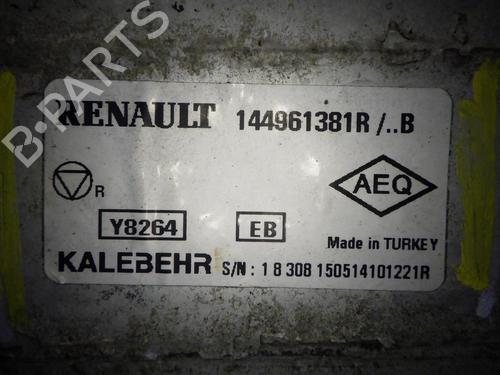 B-PARTS
RENAULT 144961381R /..B
R
AEQ
Y8264 EB
Made in TURKEY
KALEBEHR S/N : 1 8 308 150514101221R